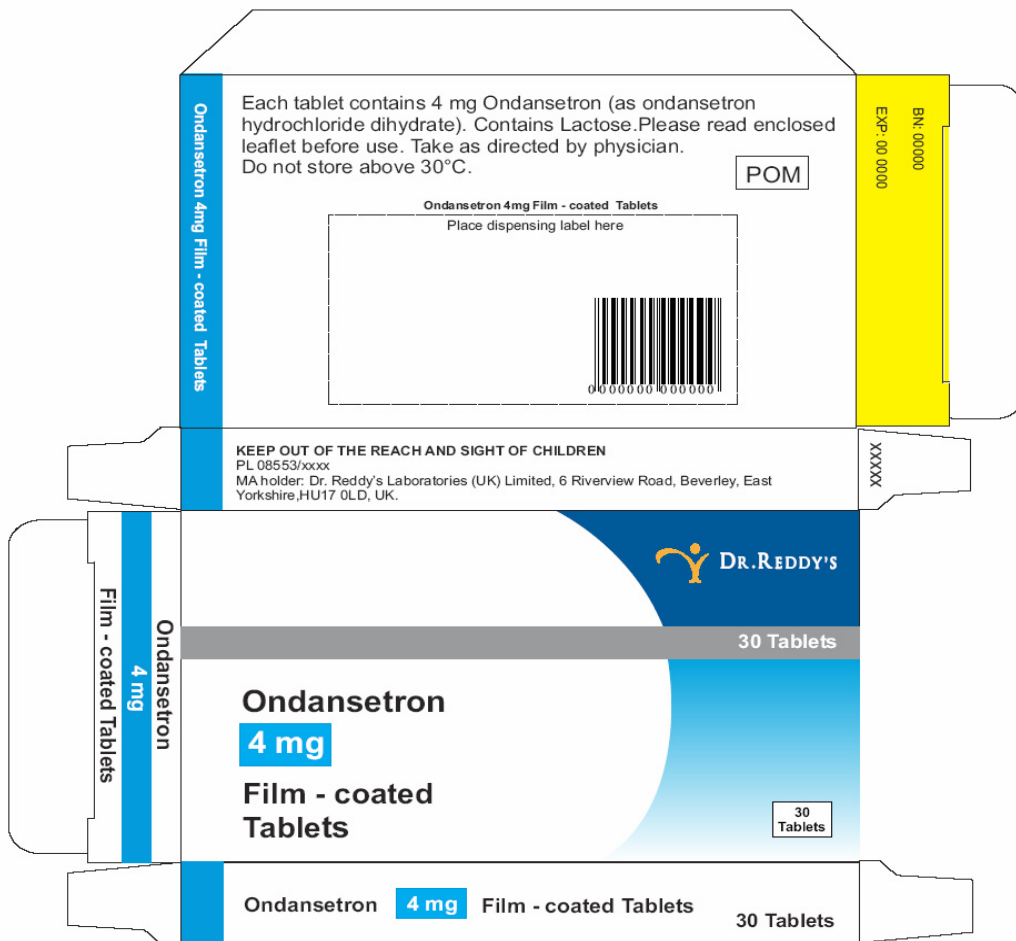 Each tablet contains 4 mg Ondansetron (as ondansetron
hydrochloride dihydrate). Contains Lactose.Please read enclosed
leaflet before use. Take as directed by physician.
Do not store above 30°C.
POM
Ondansetron 4mg Film - coated Tablets
Place dispensing label here
0 000000 000000
Ondansetron 4mg Film - coated Tablets
BN: 00000
EXP: 00 0000
KEEP OUT OF THE REACH AND SIGHT OF CHILDREN
PL 08553/xxxx
MA holder: Dr. Reddy's Laboratories (UK) Limited, 6 Riverview Road, Beverley, East
Yorkshire,HU17 0LD, UK.
XXXXX
DR.REDDY'S
30 Tablets
Ondansetron
4 mg
Film - coated
Tablets
30
Tablets
Ondansetron
4 mg
Film - coated Tablets
Ondansetron 4 mg Film - coated Tablets
30 Tablets